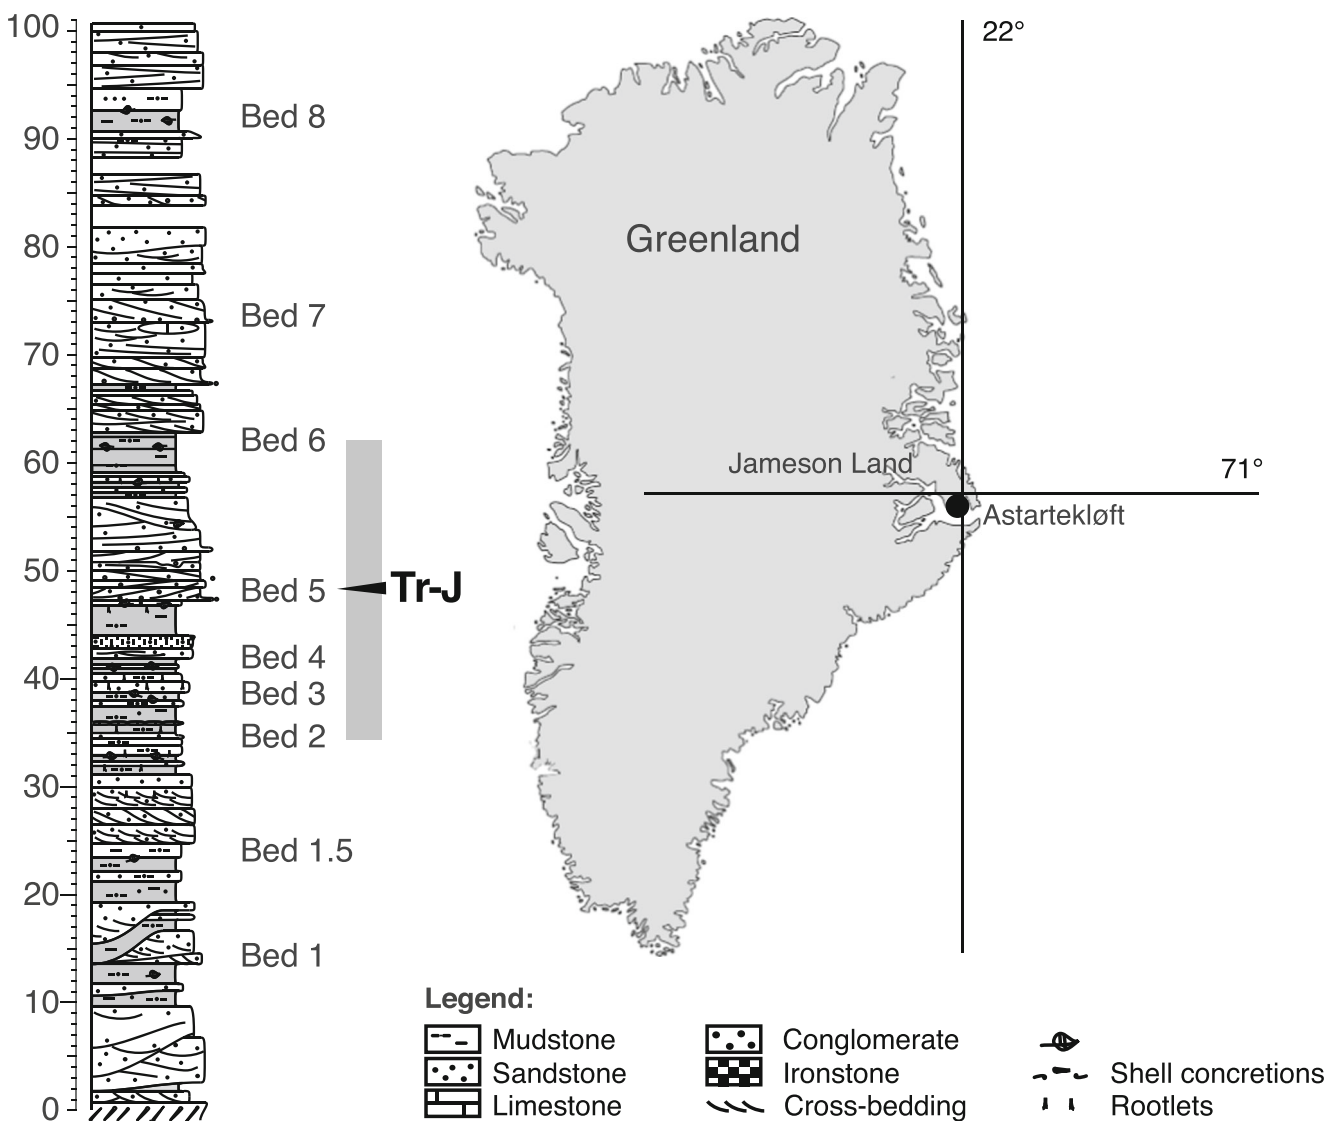 100
90
80
70
60
50
40
30
20
10
0
Bed 8
Bed 7
Bed 6
Bed 5
Bed 4
Bed 3
Bed 2
Bed 1.5
Bed 1
Tr-J
22°
Greenland
Jameson Land
71°
Astartekløft
Legend:
Mudstone
Sandstone
Limestone
Conglomerate
Ironstone
Cross-bedding
Shell concretions
Rootlets